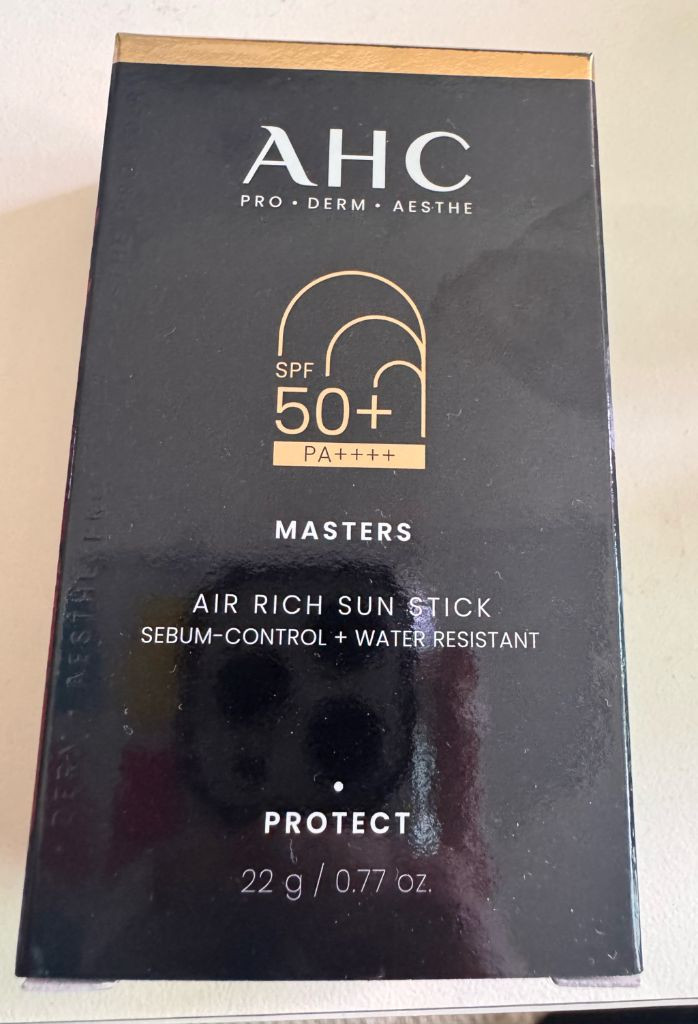 AHC
PRO • DERM • AESTHE
SPF
50+
PA++++
MASTERS
AIR RICH SUN STICK
SEBUM-CONTROL + WATER RESISTANT
PROTECT
22 g / 0.77 oz.